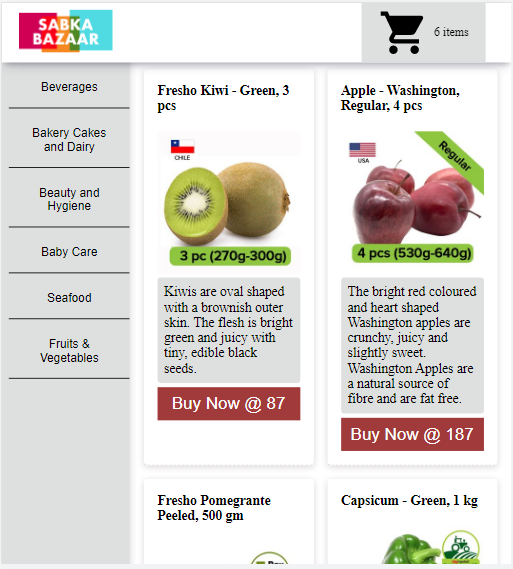 SABKA
BAZAAR
6 items
Beverages
Bakery Cakes
and Dairy
Beauty and
Hygiene
Baby Care
Seafood
Fruits &
Vegetables
Fresho Kiwi - Green, 3
pcs
CHILE
3 pc (270g-300g)
Kiwis are oval shaped
with a brownish outer
skin. The flesh is bright
green and juicy with
tiny, edible black
seeds.
Buy Now @ 87
Apple - Washington,
Regular, 4 pcs
USA
Regular
4 pcs (530g-640g)
The bright red coloured
and heart shaped
Washington apples are
crunchy, juicy and
slightly sweet.
Washington Apples are
a natural source of
fibre and are fat free.
Buy Now @ 187
Fresho Pomegrante
Peeled, 500 gm
Capsicum - Green, 1 kg